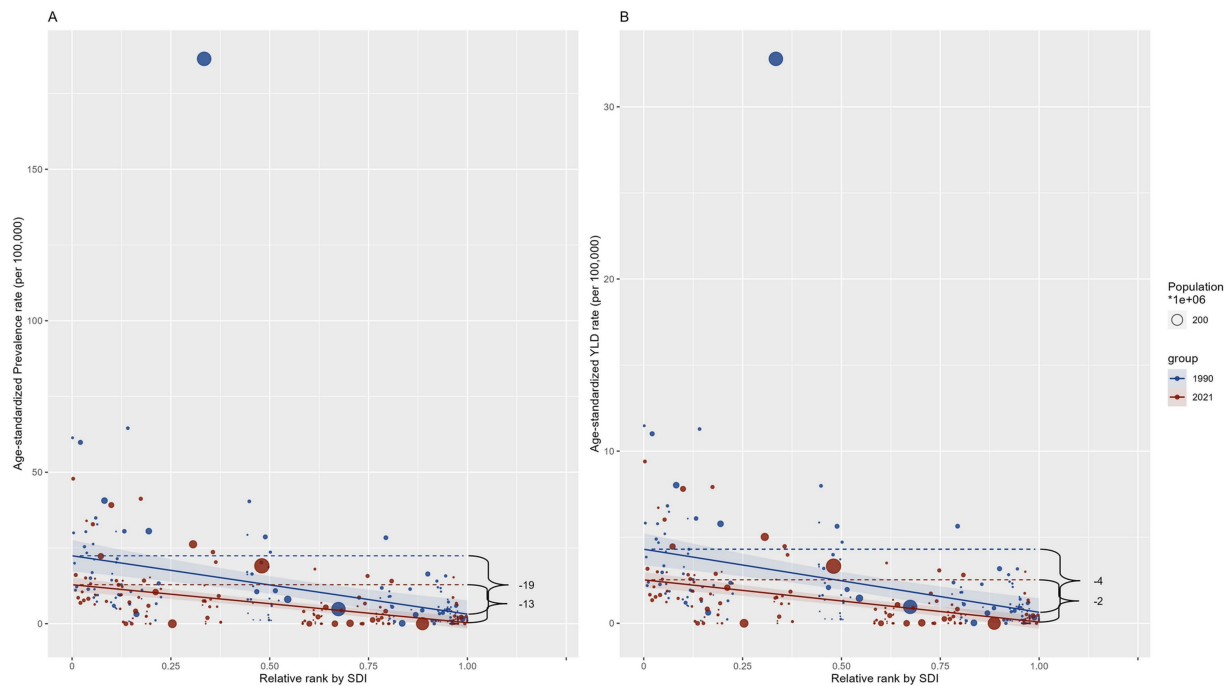 A
Age-standardized Prevalence rate (per 100,000)
150
100
50
0
-19
-13
0
0.25
0.50
0.75
1.00
Relative rank by SDI
B
Age-standardized YLD rate (per 100,000)
30
20
10
0
-4
-2
0
0.25
0.50
0.75
1.00
Relative rank by SDI
Population
*1e+06
200
group
1990
2021